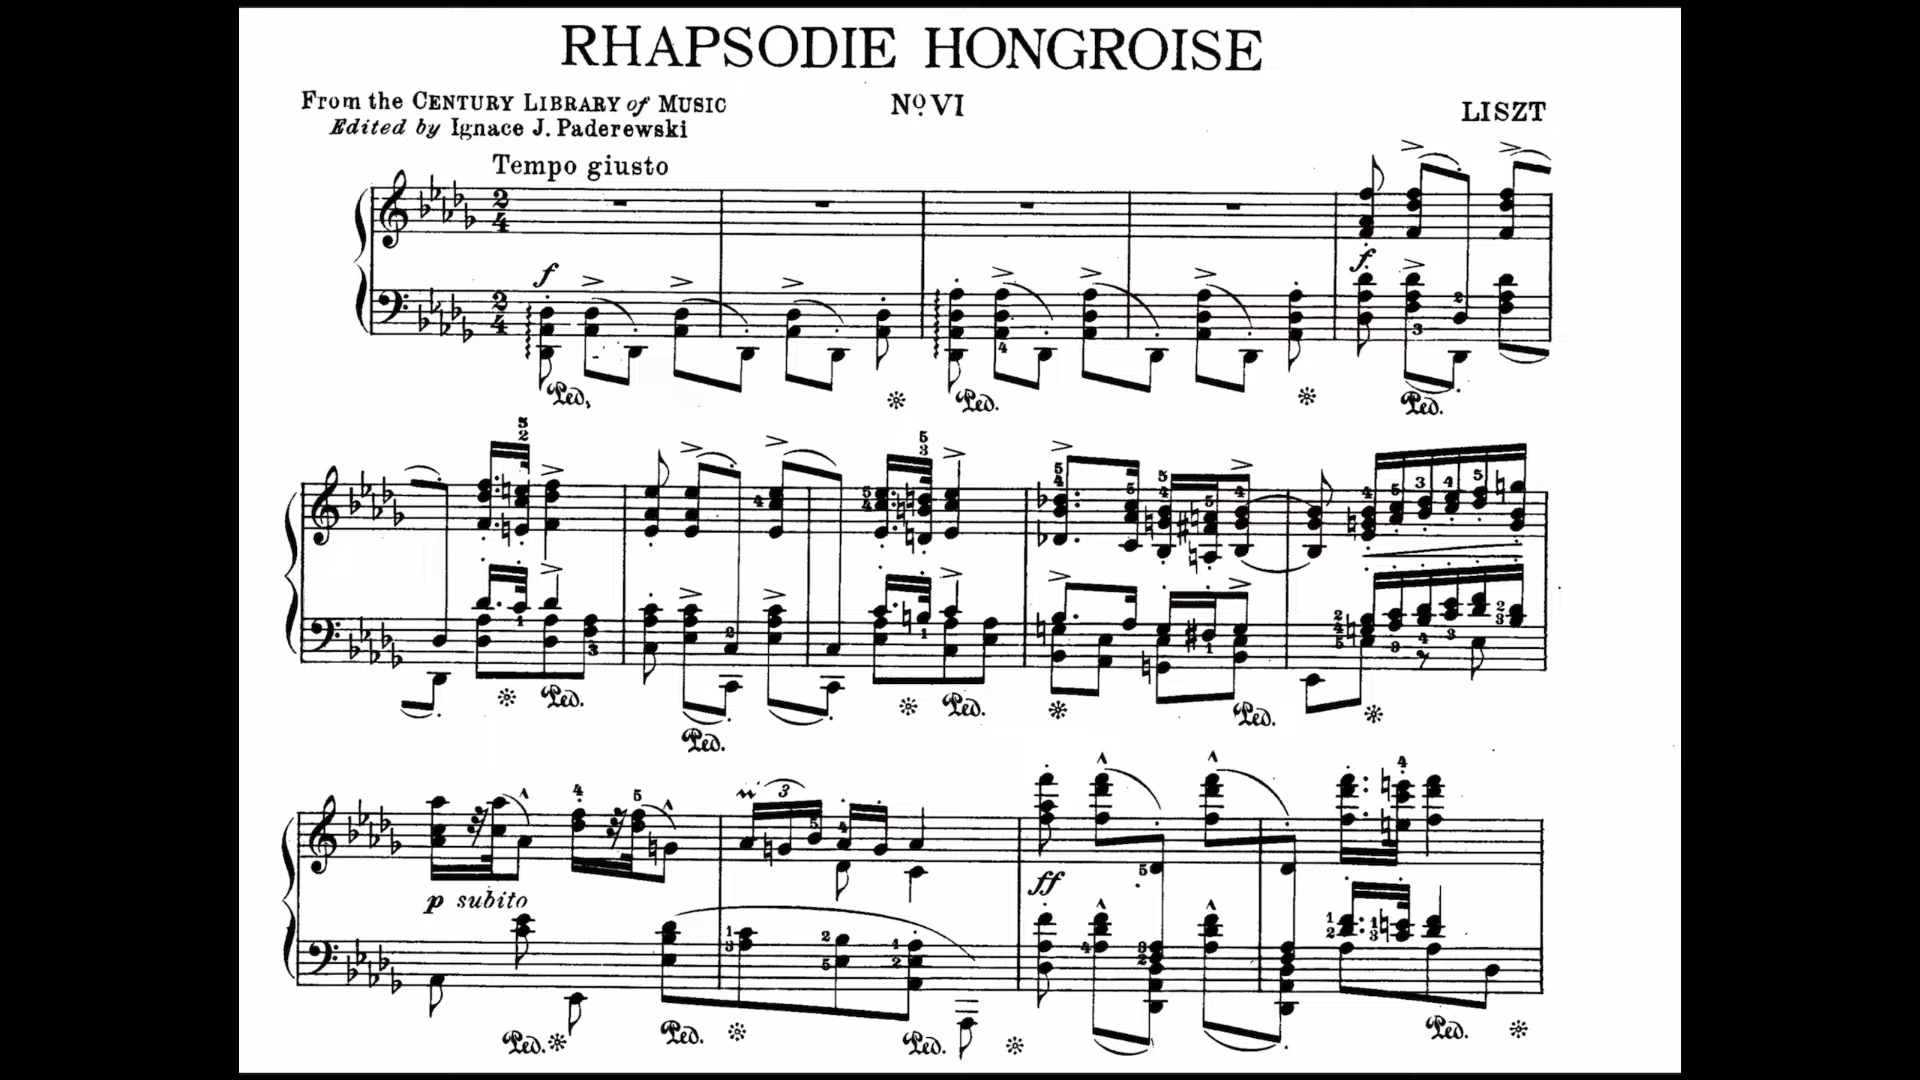 RHAPSODIE HONGROISE
From the CENTURY LIBRARY of MUSIC
Edited by Ignace J. Paderewski
No VI
LISZT
Tempo giusto
f
f.
Ped.
Ped.
Ped.
Ped.
Ped.
Ped.
Ped.
p subito
ff
Ped.
Ped.
Ped.
Ped.